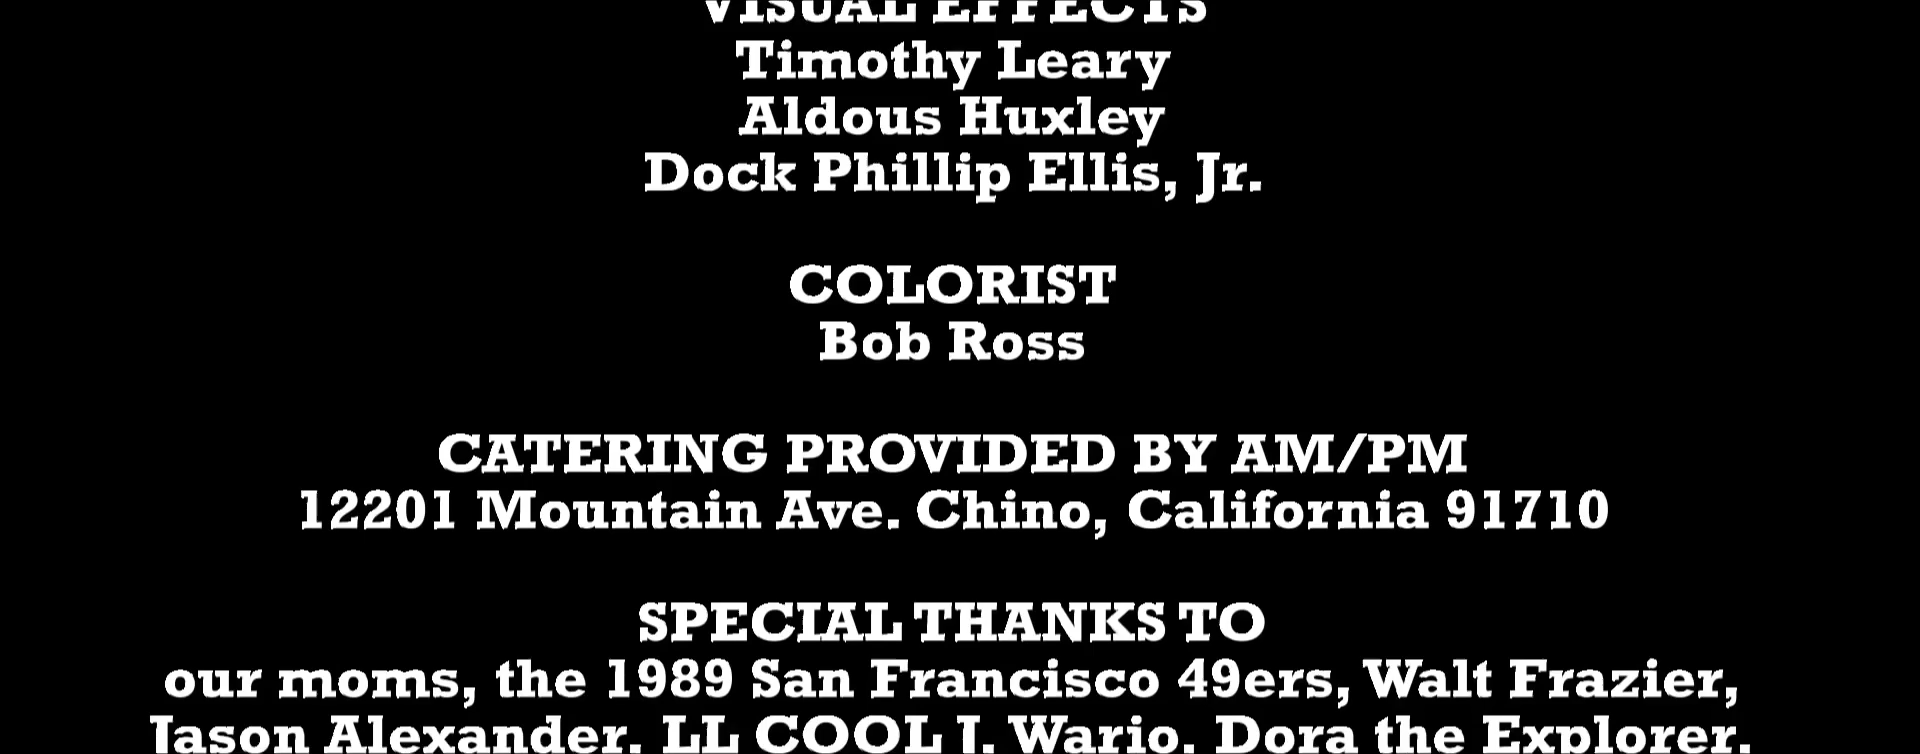 VISUAL EFFECTS
Timothy Leary
Aldous Huxley
Dock Phillip Ellis, Jr.
COLORIST
Bob Ross
CATERING PROVIDED BY AM/PM
12201 Mountain Ave. Chino, California 91710
SPECIAL THANKS TO
our moms, the 1989 San Francisco 49ers, Walt Frazier,
Jason Alexander, LL COOL J, Wario, Dora the Explorer,